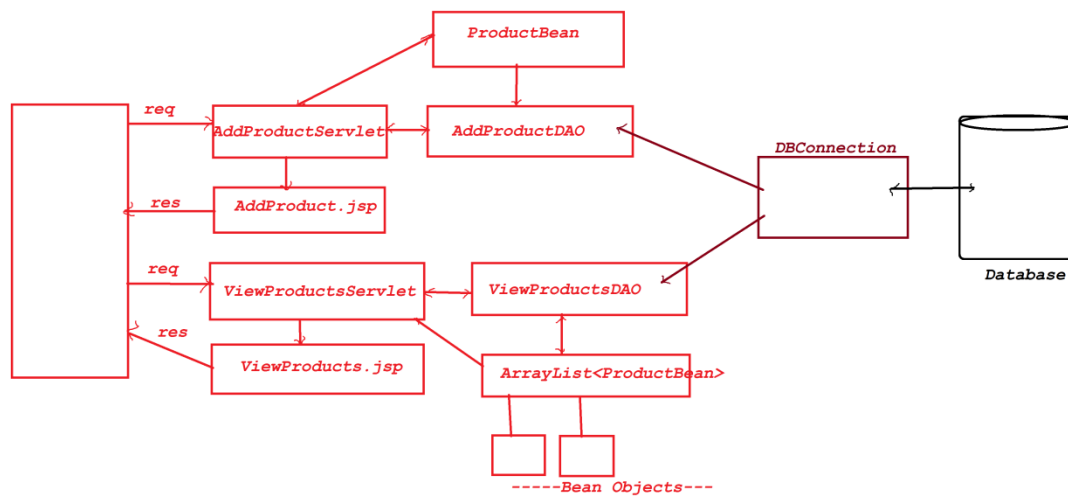 ProductBean
req
AddProductServlet
AddProductDAO
DBConnection
res
AddProduct.jsp
req
ViewProductsServlet
ViewProductsDAO
Database
res
ViewProducts.jsp
ArrayList<ProductBean>
-----Bean Objects---